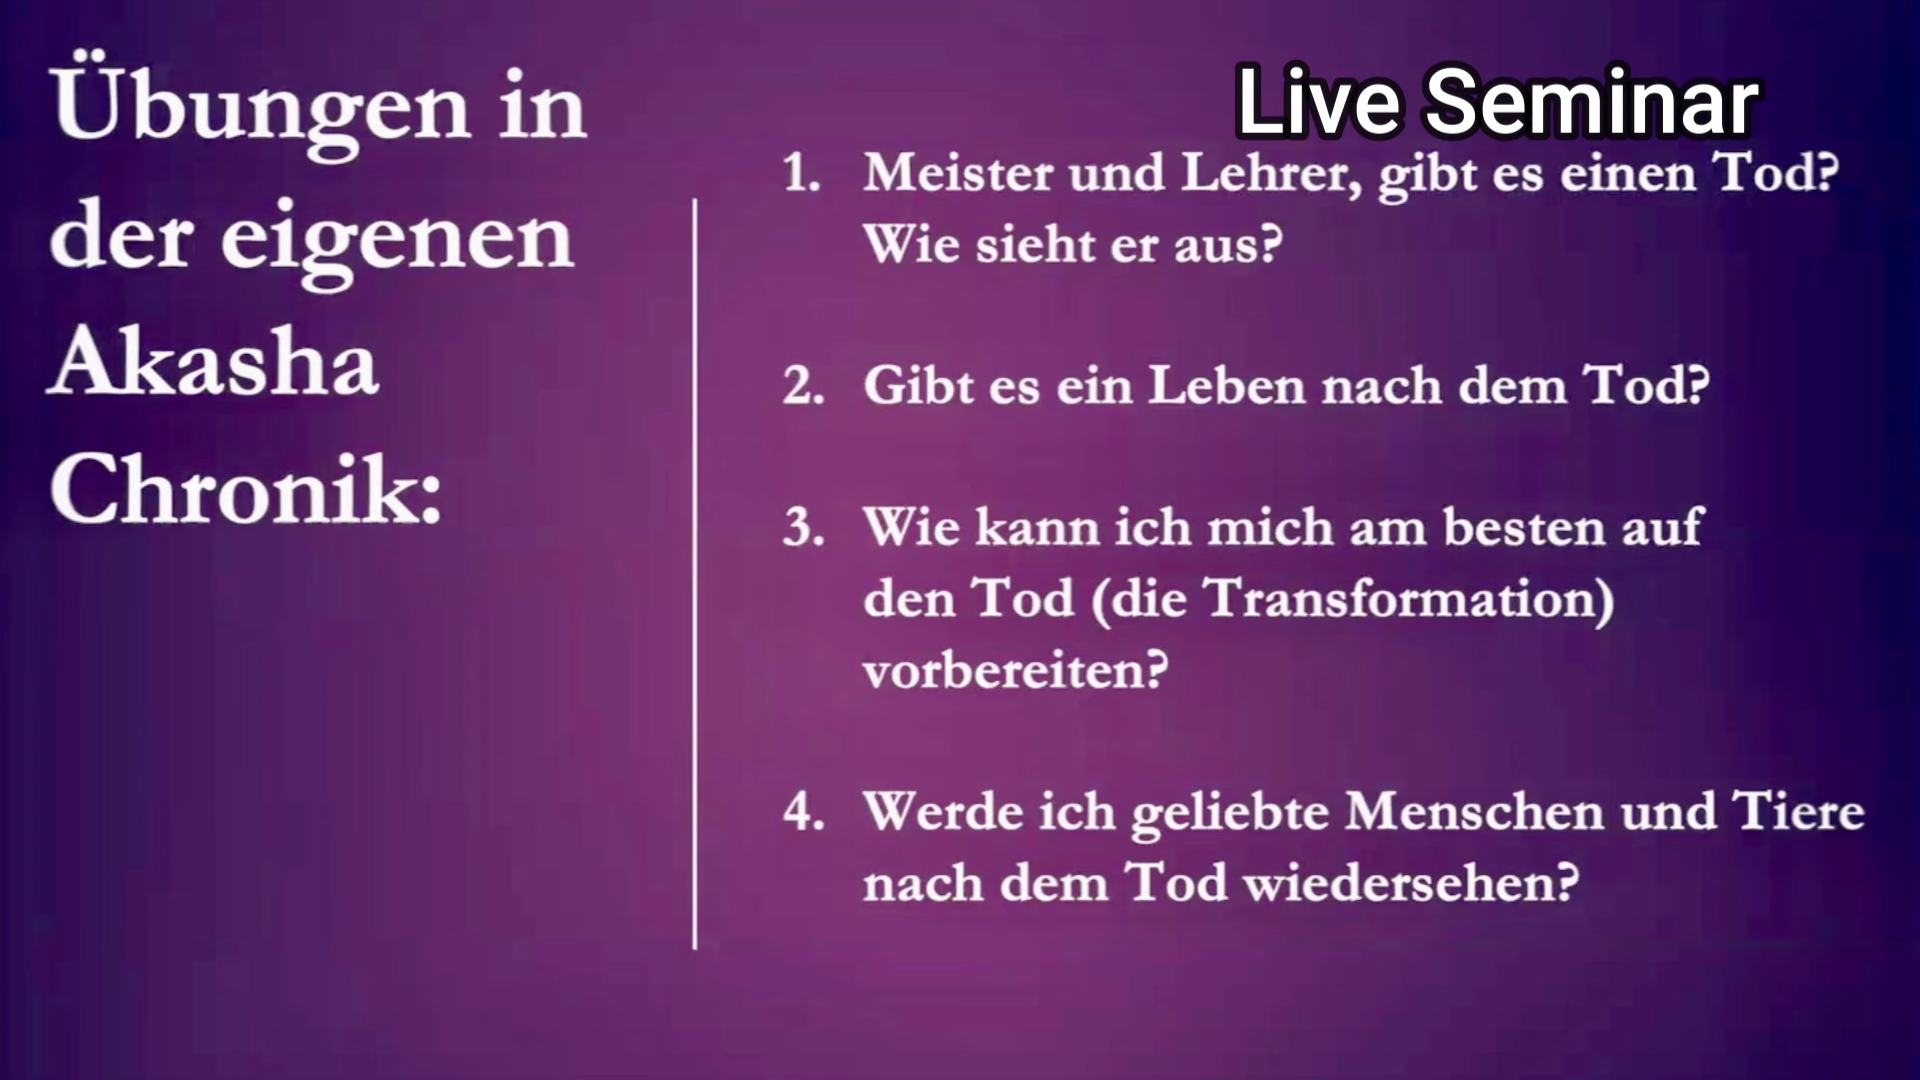 Übungen in
der eigenen
Akasha
Chronik:
Live Seminar
1. Meister und Lehrer, gibt es einen Tod?
Wie sieht er aus?
2. Gibt es ein Leben nach dem Tod?
3. Wie kann ich mich am besten auf
den Tod (die Transformation)
vorbereiten?
4. Werde ich geliebte Menschen und Tiere
nach dem Tod wiedersehen?